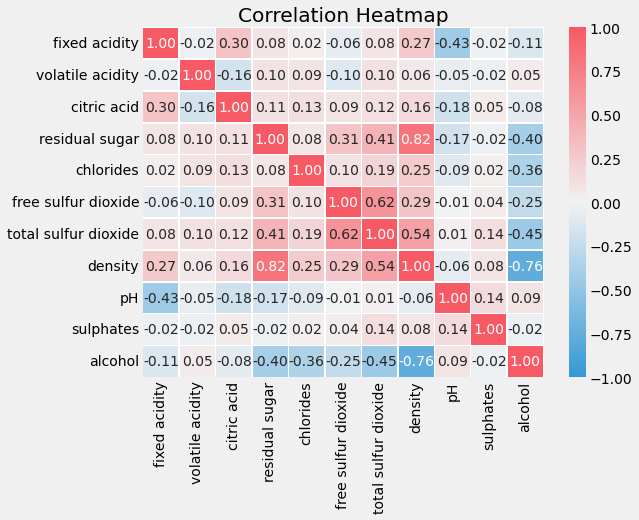 Correlation Heatmap
fixed acidity 1.00 -0.02 0.30 0.08 0.02 -0.06 0.08 0.27 -0.43 -0.02 -0.11
volatile acidity -0.02 1.00 -0.16 0.10 0.09 -0.10 0.10 0.06 -0.05 -0.02 0.05
citric acid 0.30 -0.16 1.00 0.11 0.13 0.09 0.12 0.16 -0.18 0.05 -0.08
residual sugar 0.08 0.10 0.11 1.00 0.08 0.31 0.41 0.82 -0.17 -0.02 -0.40
chlorides 0.02 0.09 0.13 0.08 1.00 0.10 0.19 0.25 -0.09 0.02 -0.36
free sulfur dioxide -0.06 -0.10 0.09 0.31 0.10 1.00 0.62 0.29 -0.01 0.04 -0.25
total sulfur dioxide 0.08 0.10 0.12 0.41 0.62 0.19 1.00 0.54 0.01 0.14 -0.45
density 0.27 0.06 0.16 0.82 0.25 0.29 0.54 1.00 -0.06 0.08 -0.76
pH -0.43 -0.05 -0.18 -0.17 -0.09 -0.01 0.01 -0.06 1.00 0.14 0.09
sulphates -0.02 -0.02 0.05 -0.02 0.02 0.04 0.14 0.08 0.14 1.00 -0.02
alcohol -0.11 0.05 -0.08 -0.40 -0.36 -0.25 -0.45 -0.76 0.09 -0.02 1.00
fixed acidity
volatile acidity
citric acid
residual sugar
chlorides
free sulfur dioxide
total sulfur dioxide
density
pH
sulphates
alcohol
1.00
0.75
0.50
0.25
0.00
−0.25
−0.50
−0.75
−1.00